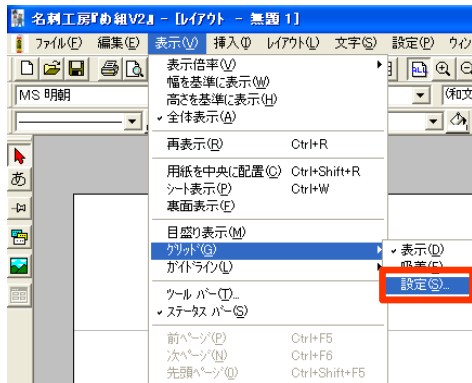 名刺工房『め組V2』 - [レイアウト - 無題 1]
ファイル(F) 編集(E) 表示(V) 挿入(I) レイアウト(L) 文字(S) 設定(P) ウィ
MS 明朝
(和文
あ
表示倍率(V)
幅を基準に表示(W)
高さを基準に表示(H)
全体表示(A)
再表示(R) Ctrl+R
用紙を中央に配置(C) Ctrl+Shift+R
シート表示(P) Ctrl+W
裏面表示(F)
目盛り表示(M)
グリッド(G)
ガイドライン(L)
表示(D)
吸着(F)
設定(S)...
ツール バー(T)...
ステータス バー(S)
前ページ(P) Ctrl+F5
次ページ(N) Ctrl+F6
先頭ページ(O) Ctrl+Shift+F5